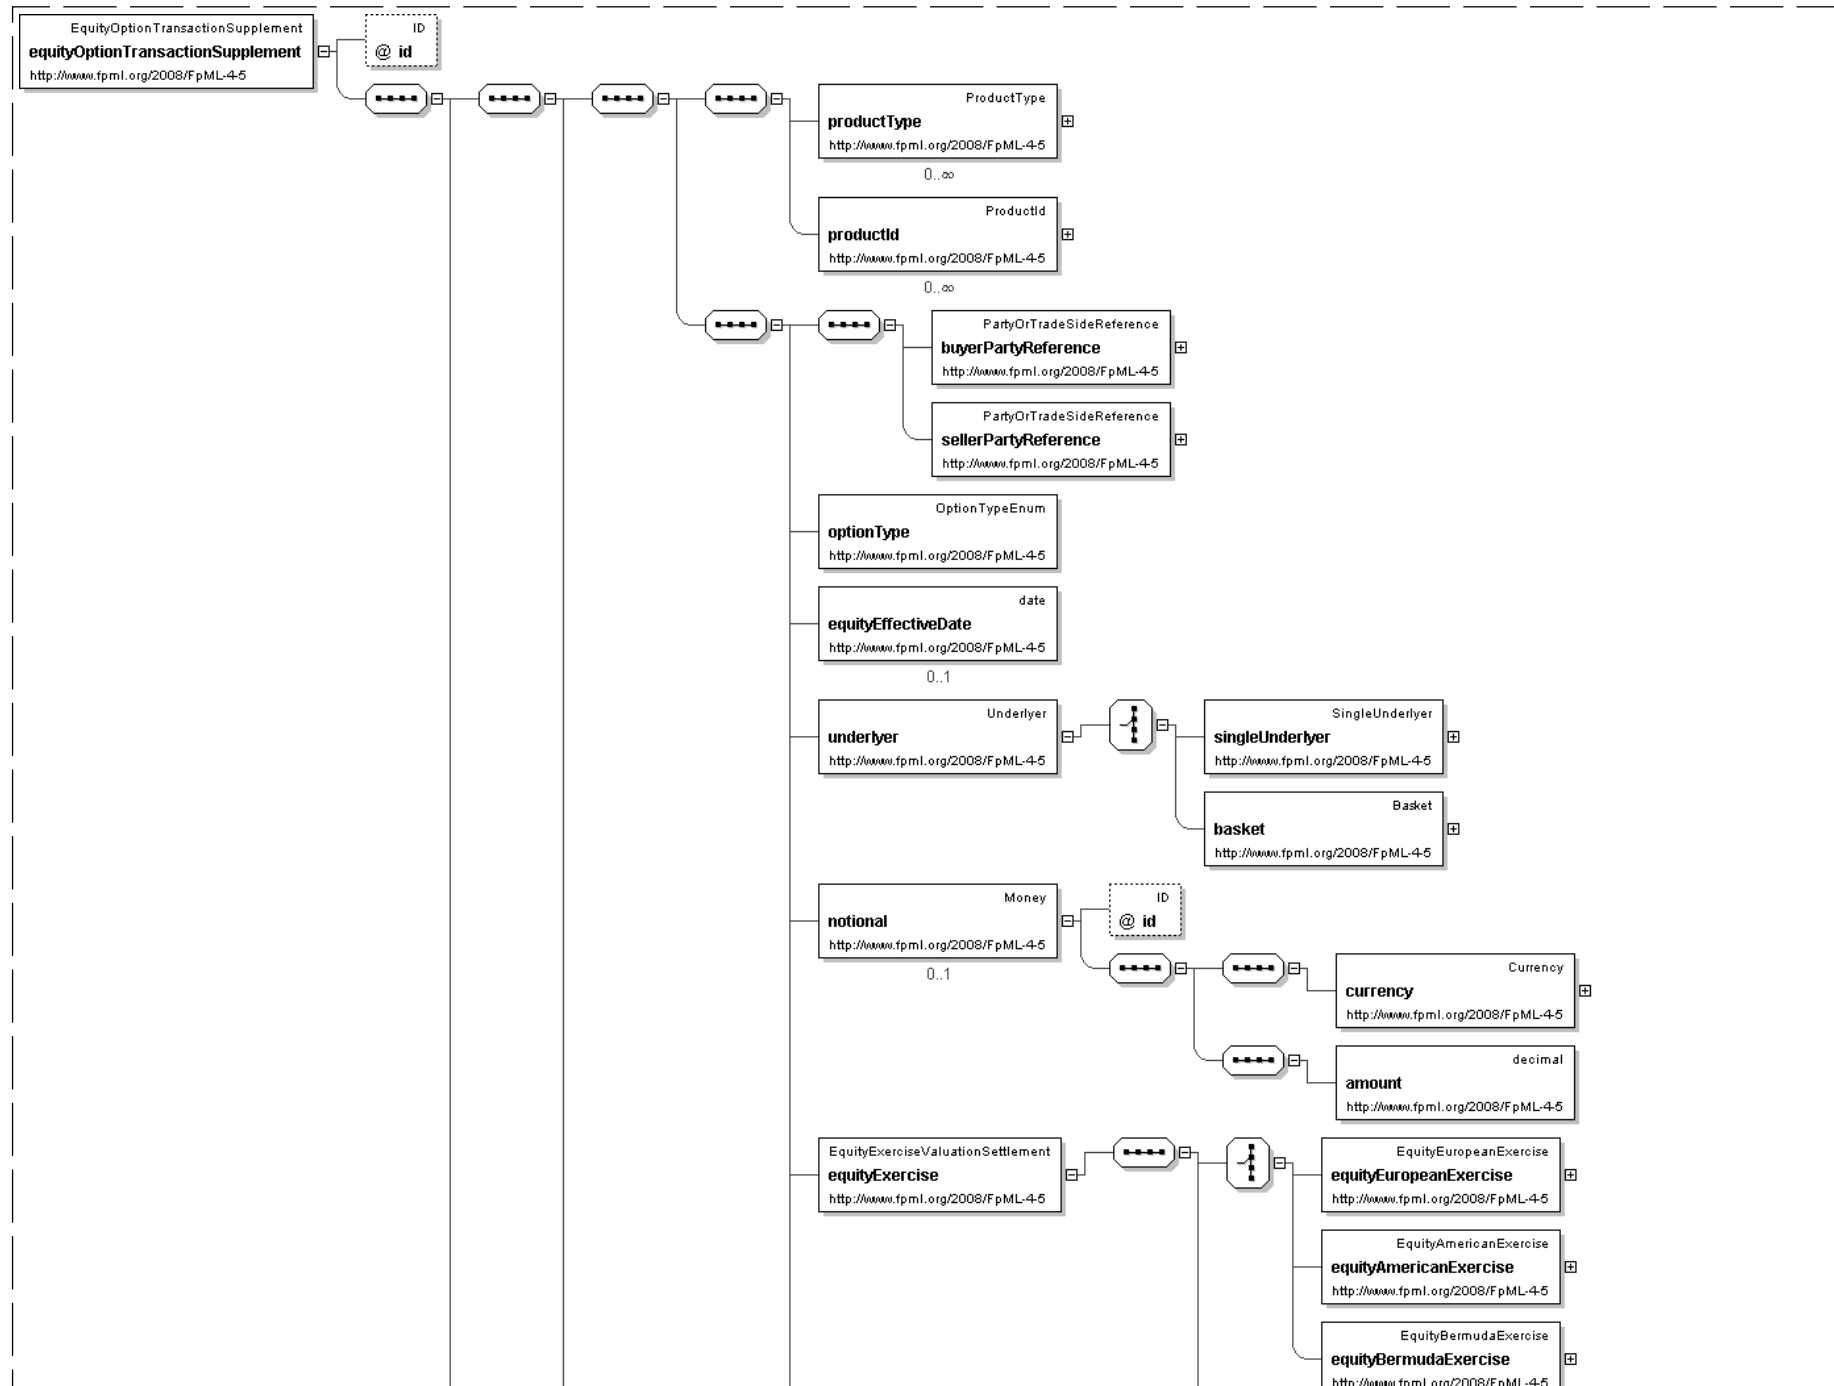 EquityOptionTransactionSupplement
equityOptionTransactionSupplement
http://www.fpml.org/2008/FpML-4-5
ID
@ id
ProductType
productType
http://www.fpml.org/2008/FpML-4-5
0..∞
ProductId
productId
http://www.fpml.org/2008/FpML-4-5
0..∞
PartyOrTradeSideReference
buyerPartyReference
http://www.fpml.org/2008/FpML-4-5
PartyOrTradeSideReference
sellerPartyReference
http://www.fpml.org/2008/FpML-4-5
OptionTypeEnum
optionType
http://www.fpml.org/2008/FpML-4-5
date
equityEffectiveDate
http://www.fpml.org/2008/FpML-4-5
0..1
Underlyer
underlyer
http://www.fpml.org/2008/FpML-4-5
SingleUnderlyer
singleUnderlyer
http://www.fpml.org/2008/FpML-4-5
Basket
basket
http://www.fpml.org/2008/FpML-4-5
Money
notional
http://www.fpml.org/2008/FpML-4-5
0..1
ID
@ id
Currency
currency
http://www.fpml.org/2008/FpML-4-5
decimal
amount
http://www.fpml.org/2008/FpML-4-5
EquityExerciseValuationSettlement
equityExercise
http://www.fpml.org/2008/FpML-4-5
EquityEuropeanExercise
equityEuropeanExercise
http://www.fpml.org/2008/FpML-4-5
EquityAmericanExercise
equityAmericanExercise
http://www.fpml.org/2008/FpML-4-5
EquityBermudaExercise
equityBermudaExercise
http://www.fpml.org/2008/FpML-4-5